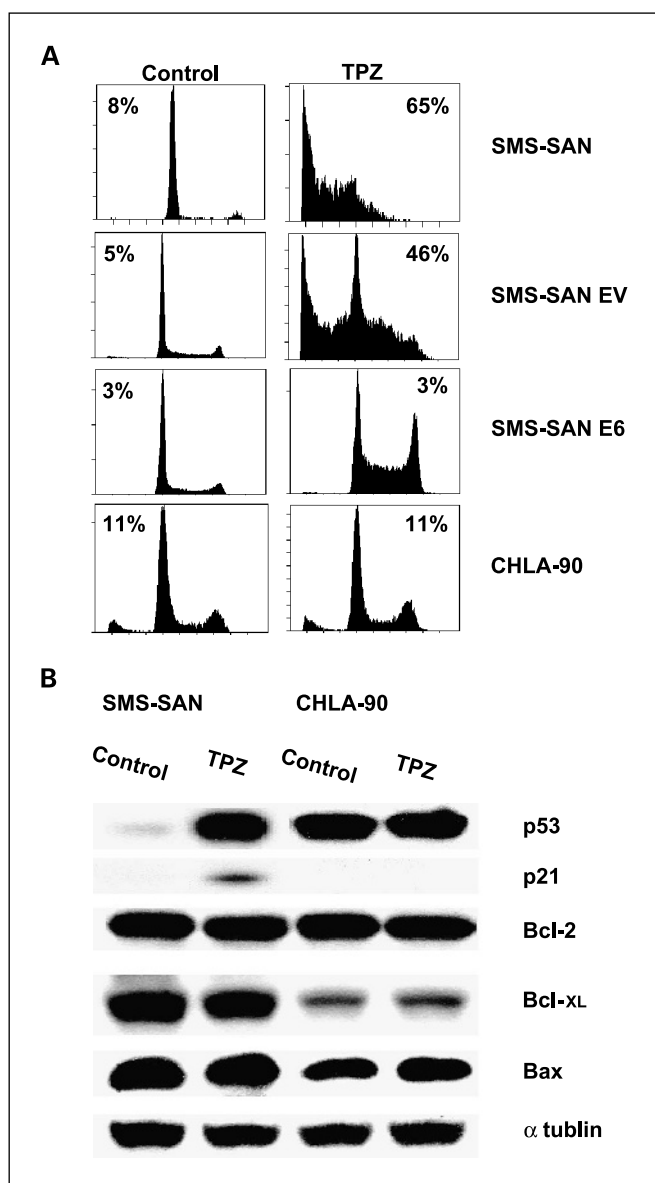 A
Control TPZ
8% 65% SMS-SAN
5% 46% SMS-SAN EV
3% 3% SMS-SAN E6
11% 11% CHLA-90
B
SMS-SAN CHLA-90
Control TPZ Control TPZ
p53
p21
Bcl-2
Bcl-XL
Bax
α tublin